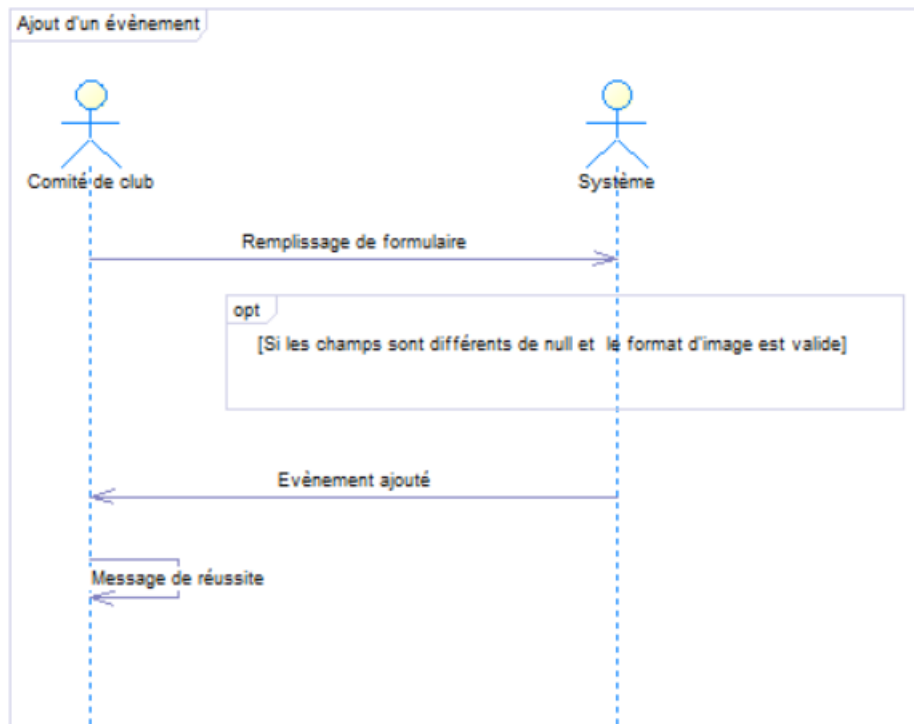 Ajout d'un évènement
Comité de club
Système
Remplissage de formulaire
opt
[Si les champs sont différents de null et le format d'image est valide]
Evènement ajouté
Message de réussite